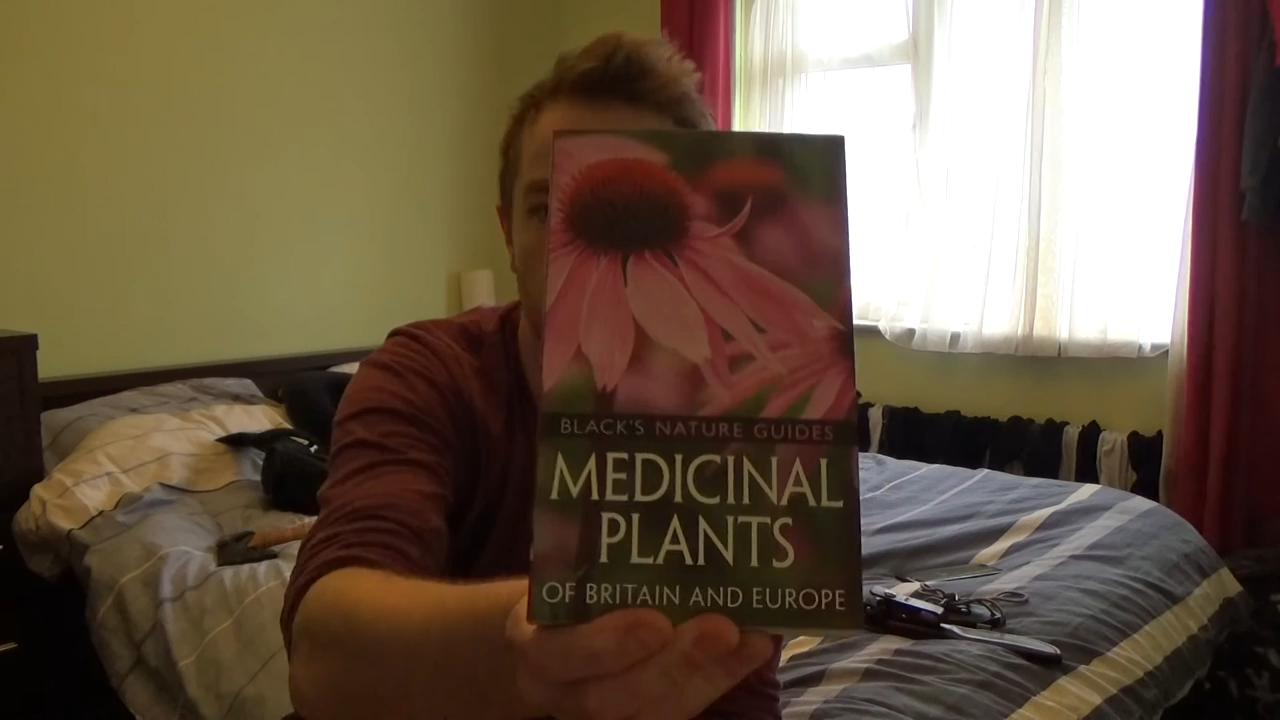 BLACK'S NATURE GUIDES
MEDICINAL
PLANTS
OF BRITAIN AND EUROPE